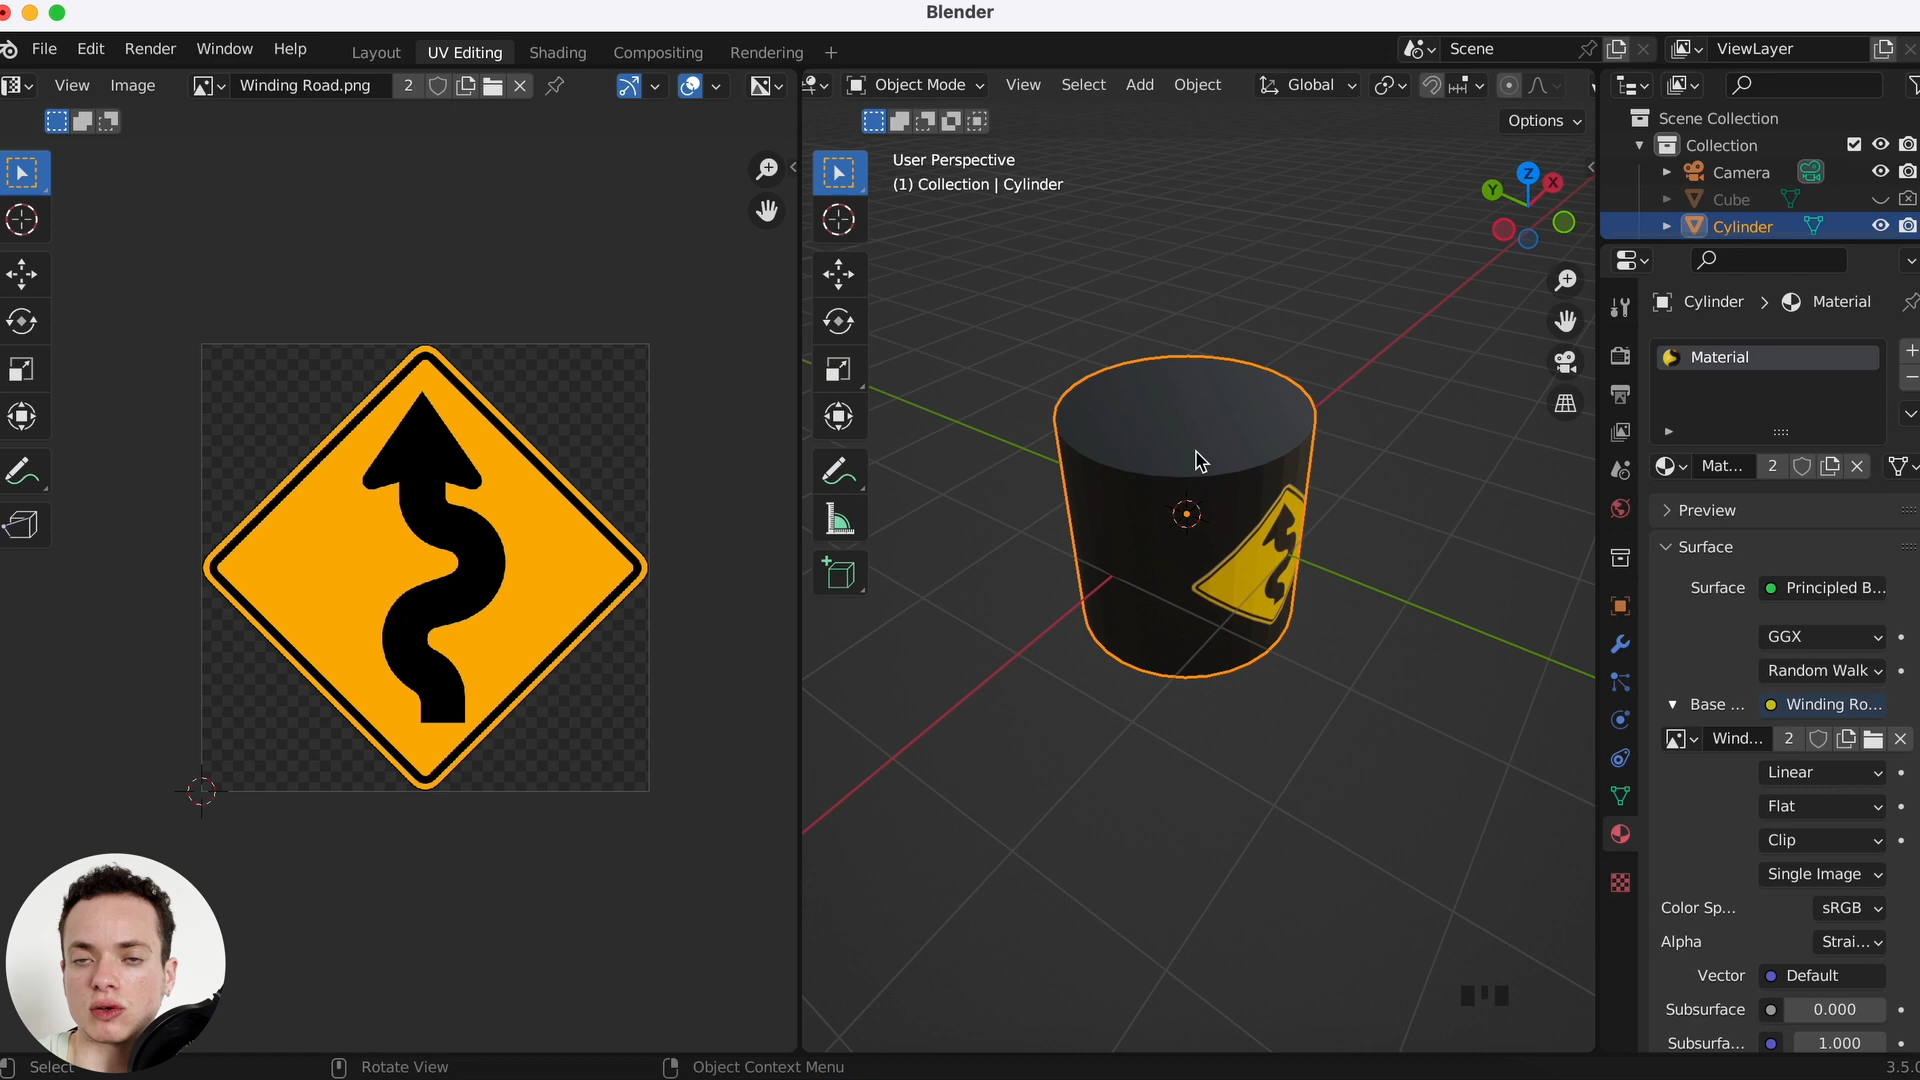 Blender
File Edit Render Window Help
Layout UV Editing Shading Compositing Rendering
Scene
ViewLayer
View Image
Winding Road.png 2
Object Mode View Select Add Object Global
Options
User Perspective
(1) Collection | Cylinder
X
Y
Z
Scene Collection
Collection
Camera
Cube
Cylinder
Cylinder > Material
Material
Mat... 2
Preview
Surface
Surface Principled B...
GGX
Random Walk
Base ... Winding Ro...
Wind... 2
Linear
Flat
Clip
Single Image
Color Sp... sRGB
Alpha Strai...
Vector Default
Subsurface 0.000
Subsurfa... 1.000
Select Rotate View Object Context Menu